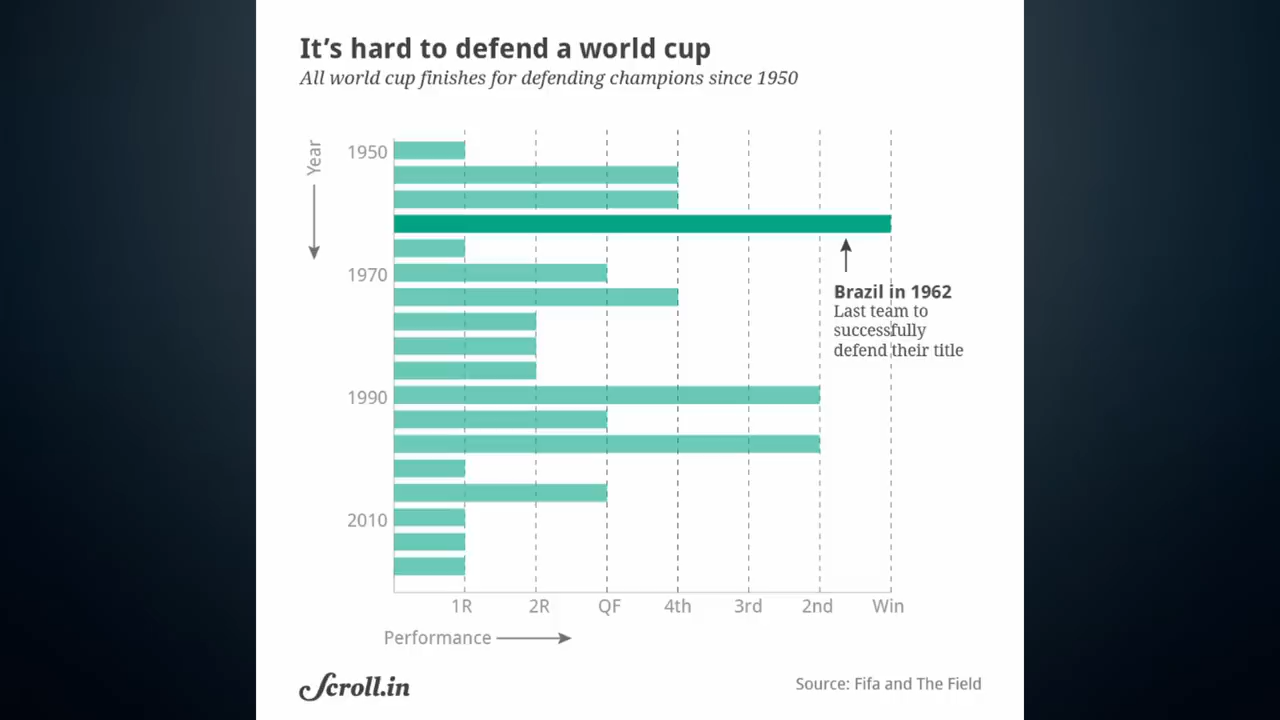 It's hard to defend a world cup
All world cup finishes for defending champions since 1950
Year
1950
1970
1990
2010
Brazil in 1962
Last team to
successfully
defend their title
1R 2R QF 4th 3rd 2nd Win
Performance
Scroll.in
Source: Fifa and The Field